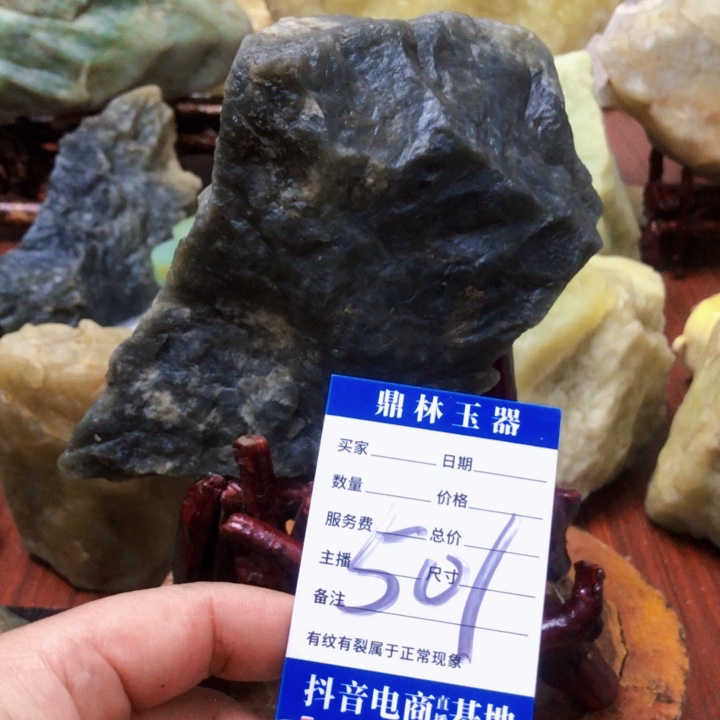 鼎林玉器
买家 日期
数量 价格
服务费 总价
主播 尺寸
备注
501
有纹有裂属于正常现象
抖音电商直播基地